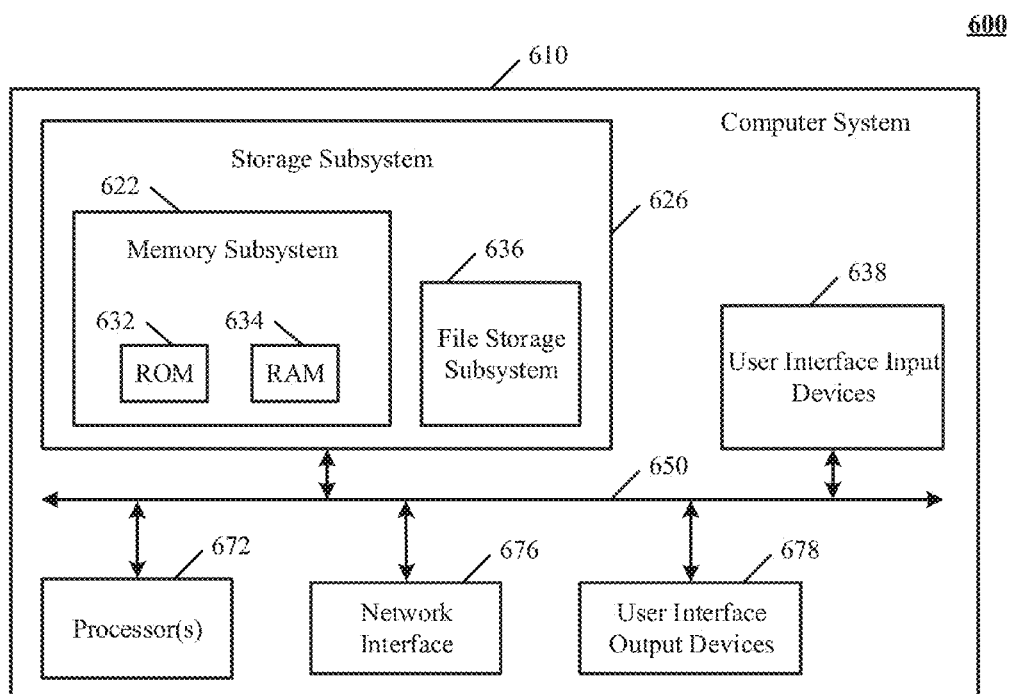 600
610
Computer System
Storage Subsystem
622
626
Memory Subsystem
636
638
632
634
File Storage
Subsystem
User Interface Input
Devices
ROM
RAM
650
672
676
678
Processor(s)
Network
Interface
User Interface
Output Devices